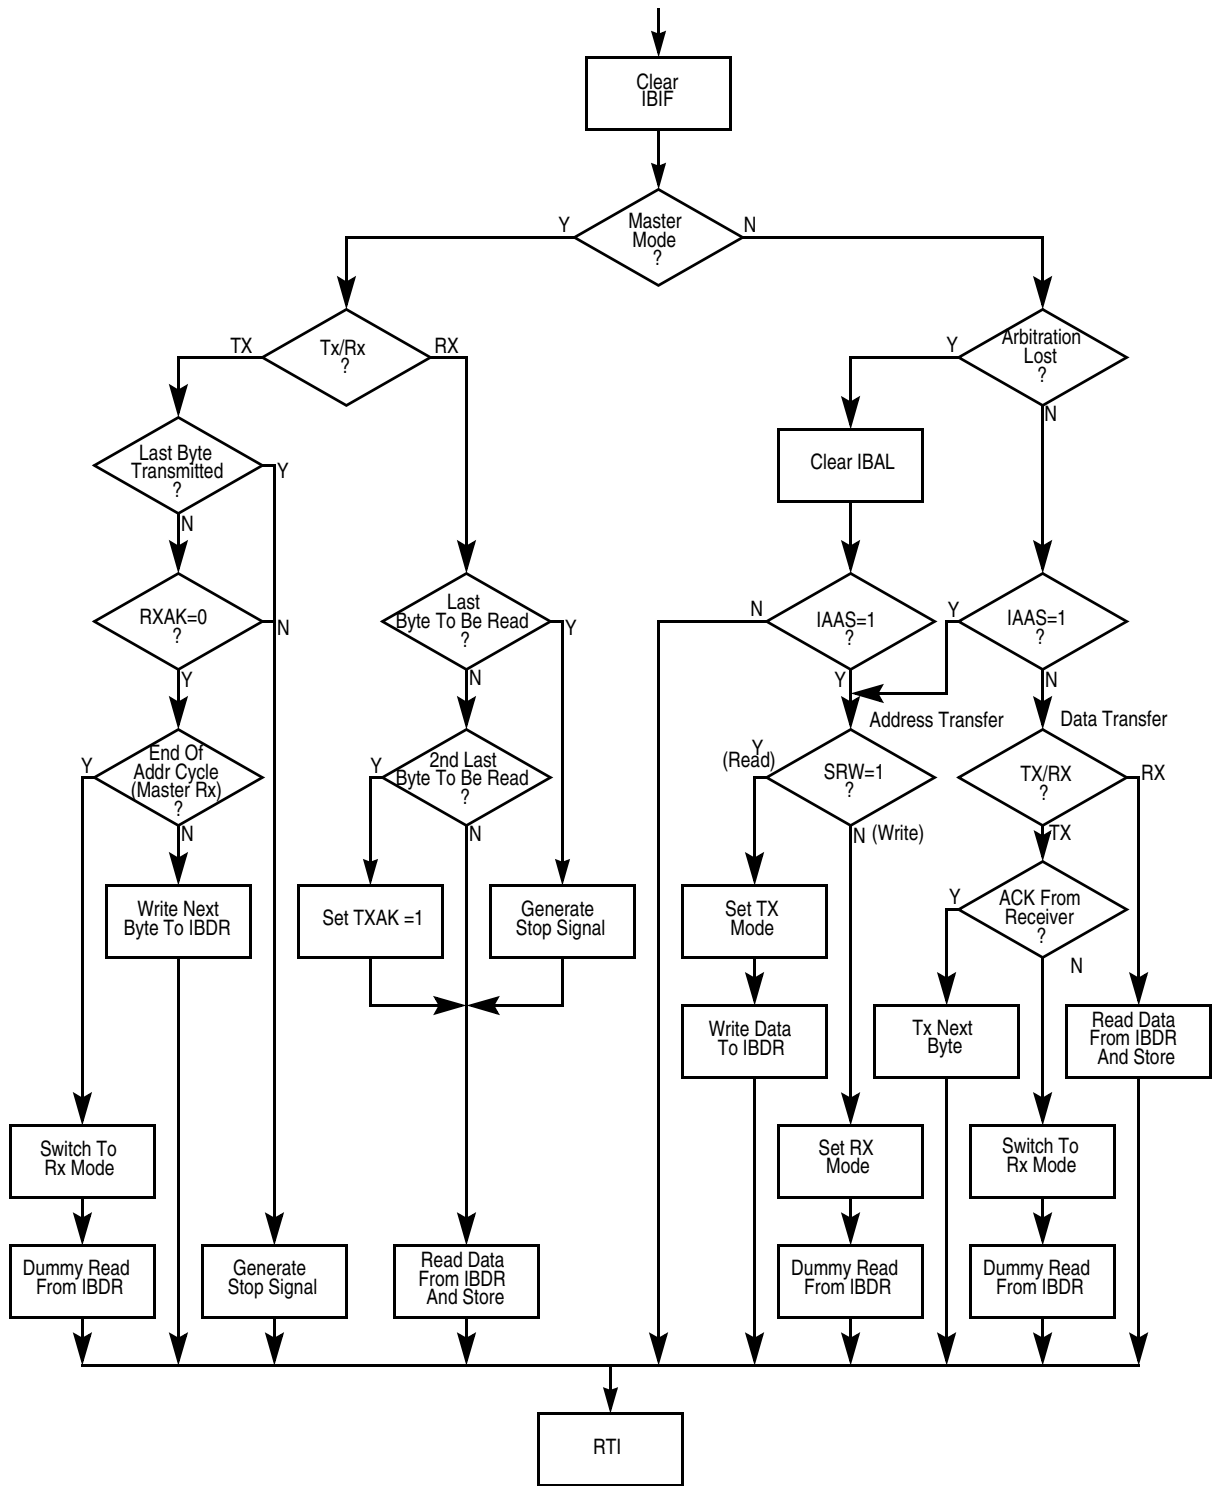 Clear
IBIF
Y
Master
Mode
?
N
TX
Tx/Rx
?
RX
Y
Arbitration
Lost
?
N
Last Byte
Transmitted
?
Y
N
Clear IBAL
RXAK=0
?
N
Y
Last
Byte To Be Read
?
Y
N
N
IAAS=1
?
Y
Y
IAAS=1
?
N
Address Transfer
Data Transfer
Y
End Of
Addr Cycle
(Master Rx)
?
N
Y
2nd Last
Byte To Be Read
?
N
Y
(Read)
SRW=1
?
N (Write)
TX/RX
?
RX
TX
Write Next
Byte To IBDR
Set TXAK =1
Generate
Stop Signal
Set TX
Mode
Y
ACK From
Receiver
?
N
Write Data
To IBDR
Tx Next
Byte
Read Data
From IBDR
And Store
Switch To
Rx Mode
Set RX
Mode
Switch To
Rx Mode
Dummy Read
From IBDR
Generate
Stop Signal
Read Data
From IBDR
And Store
Dummy Read
From IBDR
Dummy Read
From IBDR
RTI